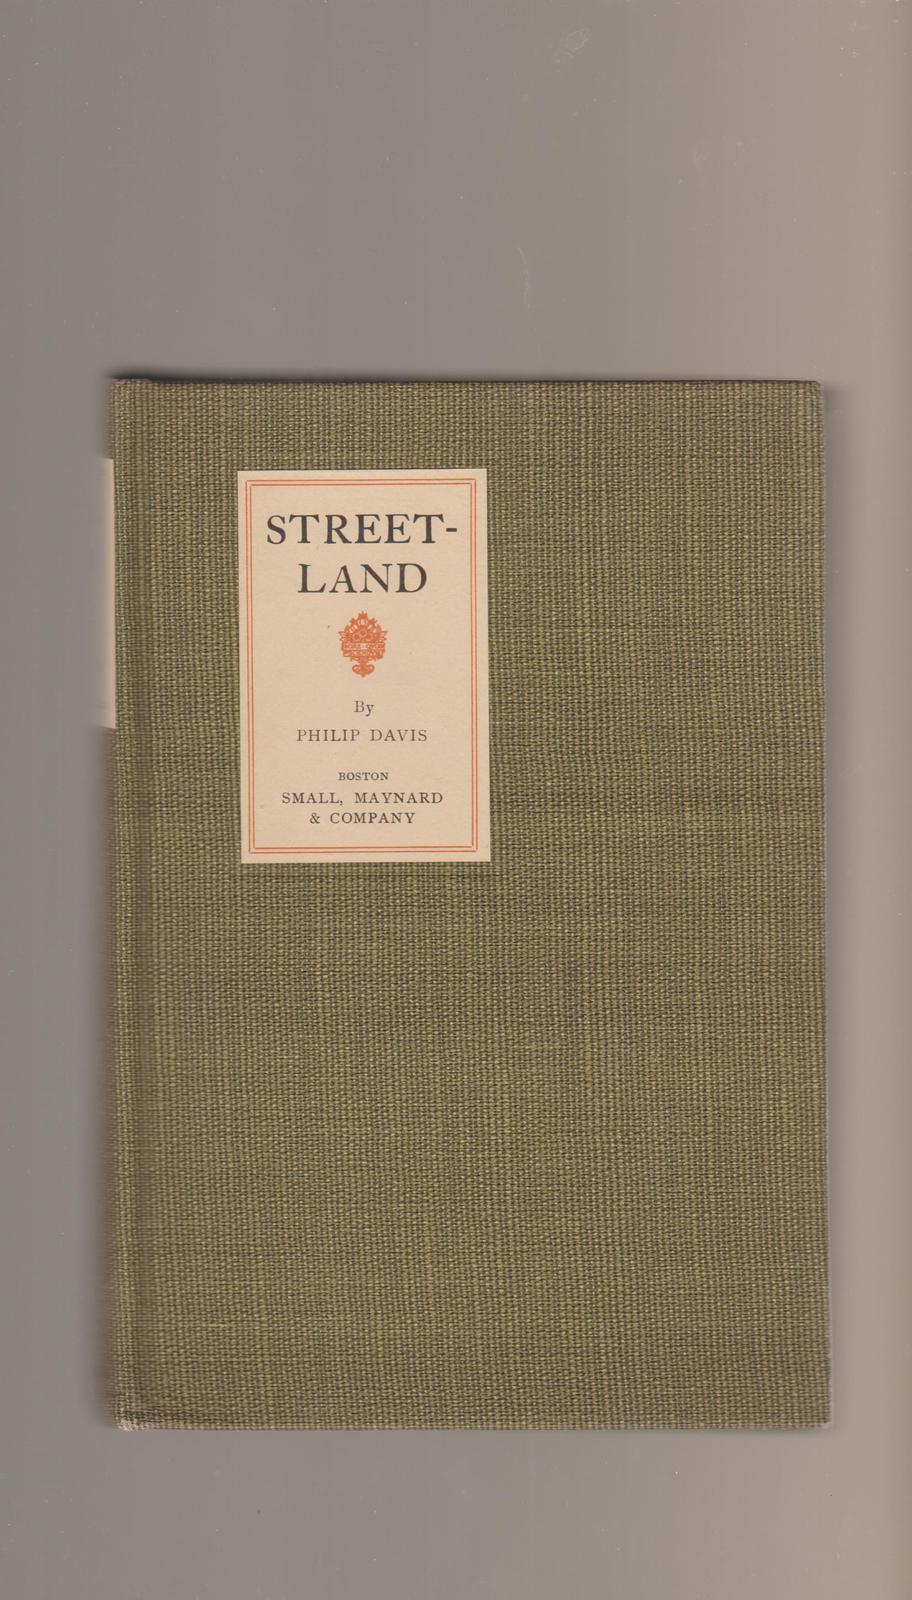 STREET-
LAND
By
PHILIP DAVIS
BOSTON
SMALL, MAYNARD
& COMPANY